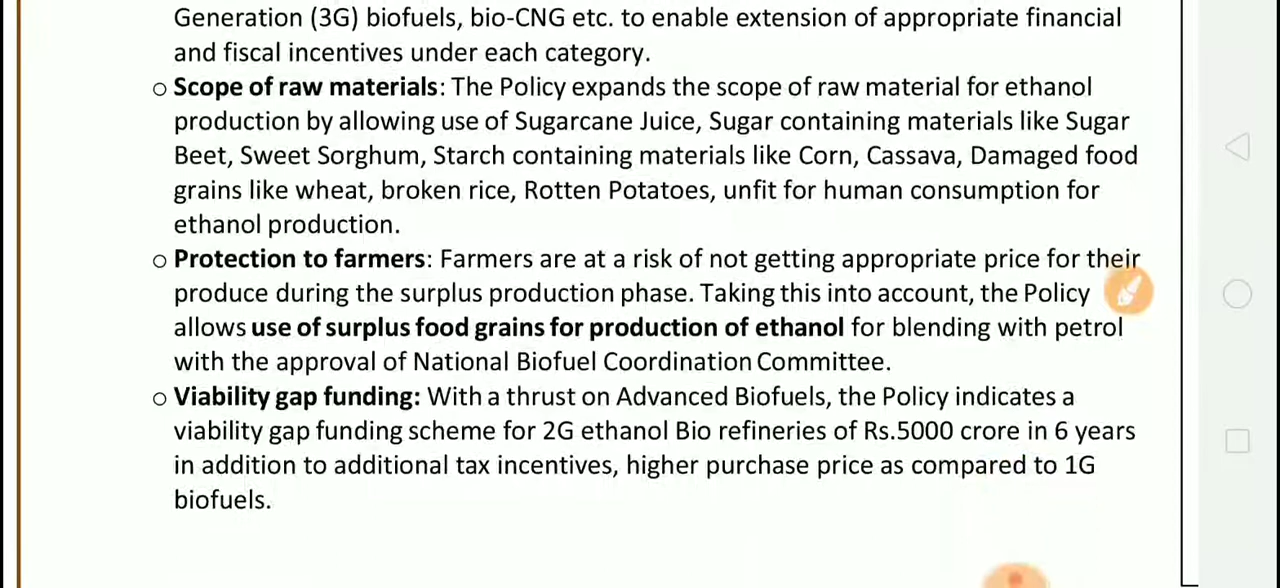 Generation (3G) biofuels, bio-CNG etc. to enable extension of appropriate financial
and fiscal incentives under each category.
○ Scope of raw materials: The Policy expands the scope of raw material for ethanol
production by allowing use of Sugarcane Juice, Sugar containing materials like Sugar
Beet, Sweet Sorghum, Starch containing materials like Corn, Cassava, Damaged food
grains like wheat, broken rice, Rotten Potatoes, unfit for human consumption for
ethanol production.
○ Protection to farmers: Farmers are at a risk of not getting appropriate price for their
produce during the surplus production phase. Taking this into account, the Policy
allows use of surplus food grains for production of ethanol for blending with petrol
with the approval of National Biofuel Coordination Committee.
○ Viability gap funding: With a thrust on Advanced Biofuels, the Policy indicates a
viability gap funding scheme for 2G ethanol Bio refineries of Rs.5000 crore in 6 years
in addition to additional tax incentives, higher purchase price as compared to 1G
biofuels.